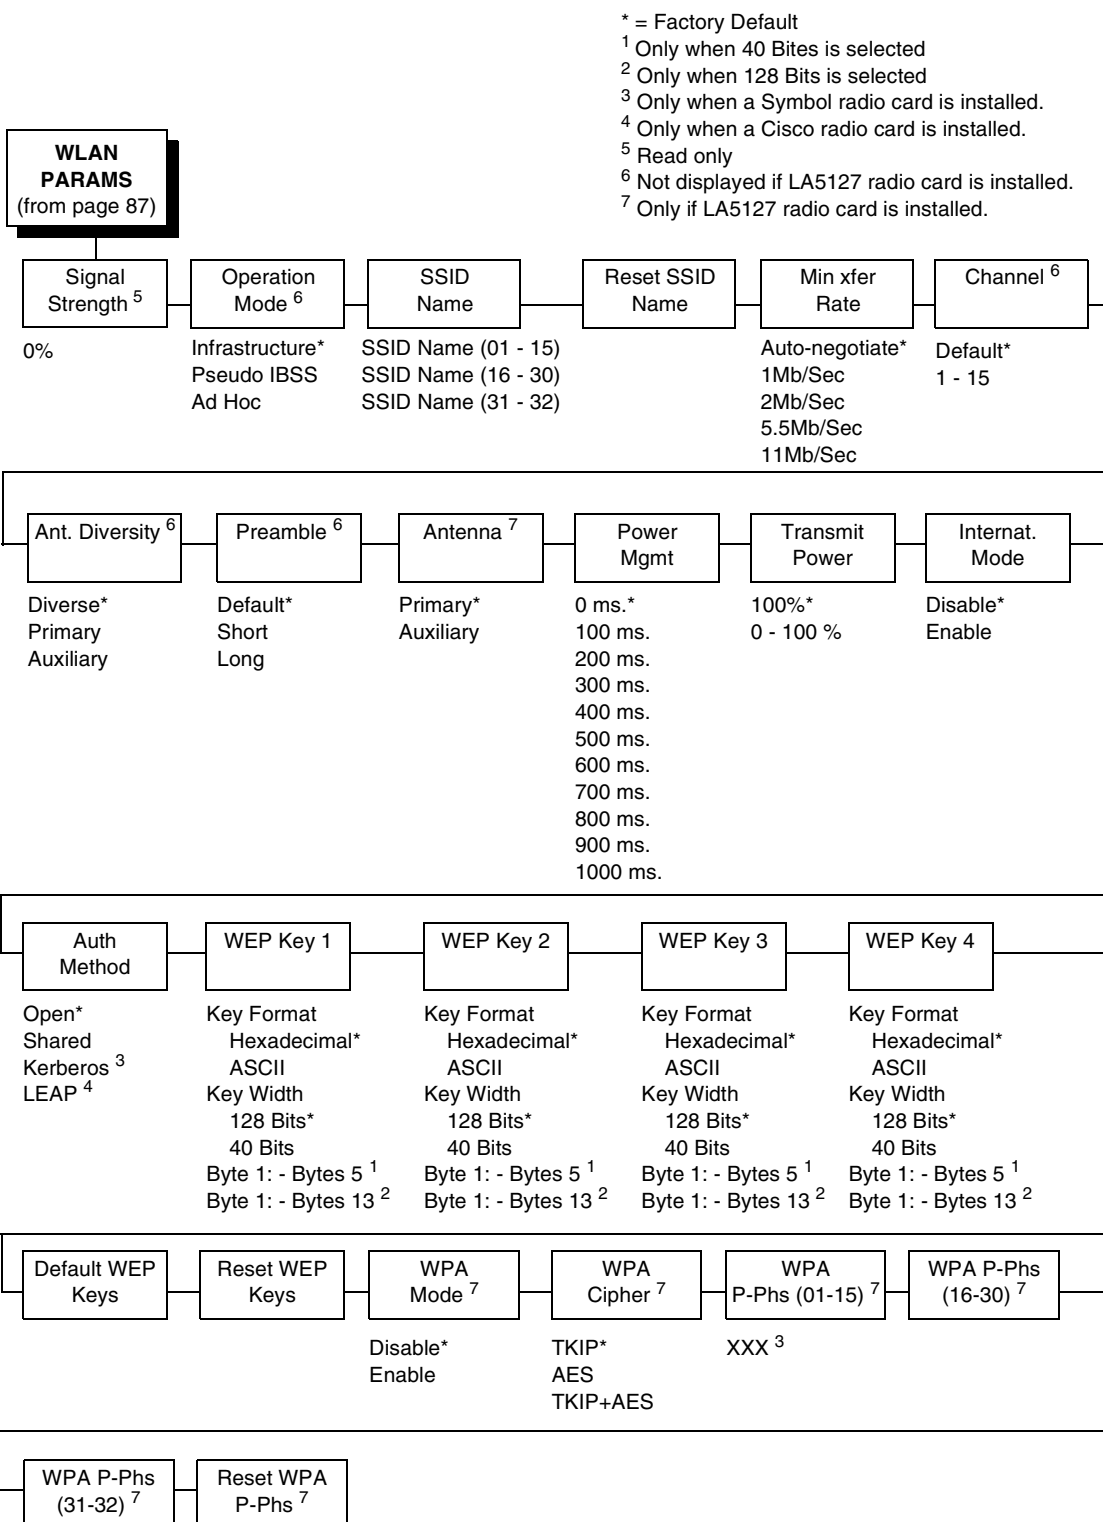 * = Factory Default
1 Only when 40 Bites is selected
2 Only when 128 Bits is selected
3 Only when a Symbol radio card is installed.
4 Only when a Cisco radio card is installed.
5 Read only
6 Not displayed if LA5127 radio card is installed.
7 Only if LA5127 radio card is installed.
WLAN
PARAMS
(from page 87)
Signal
Strength 5
0%
Operation
Mode 6
Infrastructure*
Pseudo IBSS
Ad Hoc
SSID
Name
SSID Name (01 - 15)
SSID Name (16 - 30)
SSID Name (31 - 32)
Reset SSID
Name
Min xfer
Rate
Auto-negotiate*
1Mb/Sec
2Mb/Sec
5.5Mb/Sec
11Mb/Sec
Channel 6
Default*
1 - 15
Ant. Diversity 6
Diverse*
Primary
Auxiliary
Preamble 6
Default*
Short
Long
Antenna 7
Primary*
Auxiliary
Power
Mgmt
0 ms.*
100 ms.
200 ms.
300 ms.
400 ms.
500 ms.
600 ms.
700 ms.
800 ms.
900 ms.
1000 ms.
Transmit
Power
100%*
0 - 100 %
Internat.
Mode
Disable*
Enable
Auth
Method
Open*
Shared
Kerberos 3
LEAP 4
WEP Key 1
Key Format
Hexadecimal*
ASCII
Key Width
128 Bits*
40 Bits
Byte 1: - Bytes 5 1
Byte 1: - Bytes 13 2
WEP Key 2
Key Format
Hexadecimal*
ASCII
Key Width
128 Bits*
40 Bits
Byte 1: - Bytes 5 1
Byte 1: - Bytes 13 2
WEP Key 3
Key Format
Hexadecimal*
ASCII
Key Width
128 Bits*
40 Bits
Byte 1: - Bytes 5 1
Byte 1: - Bytes 13 2
WEP Key 4
Key Format
Hexadecimal*
ASCII
Key Width
128 Bits*
40 Bits
Byte 1: - Bytes 5 1
Byte 1: - Bytes 13 2
Default WEP
Keys
Reset WEP
Keys
WPA
Mode 7
Disable*
Enable
WPA
Cipher 7
TKIP*
AES
TKIP+AES
WPA
P-Phs (01-15) 7
XXX 3
WPA P-Phs
(16-30) 7
WPA P-Phs
(31-32) 7
Reset WPA
P-Phs 7